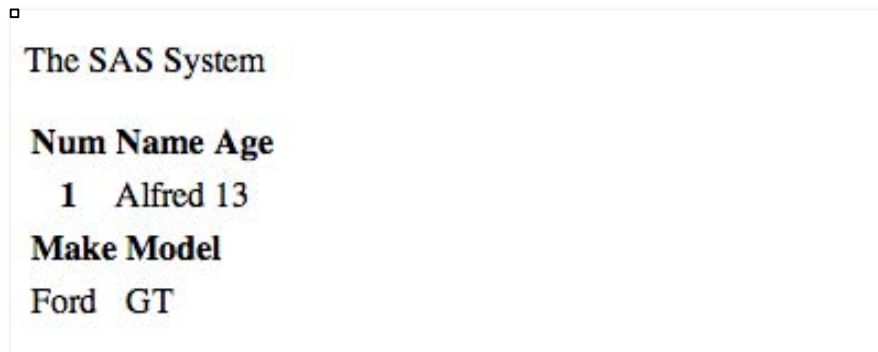 The SAS System
Num Name Age
1 Alfred 13
Make Model
Ford GT